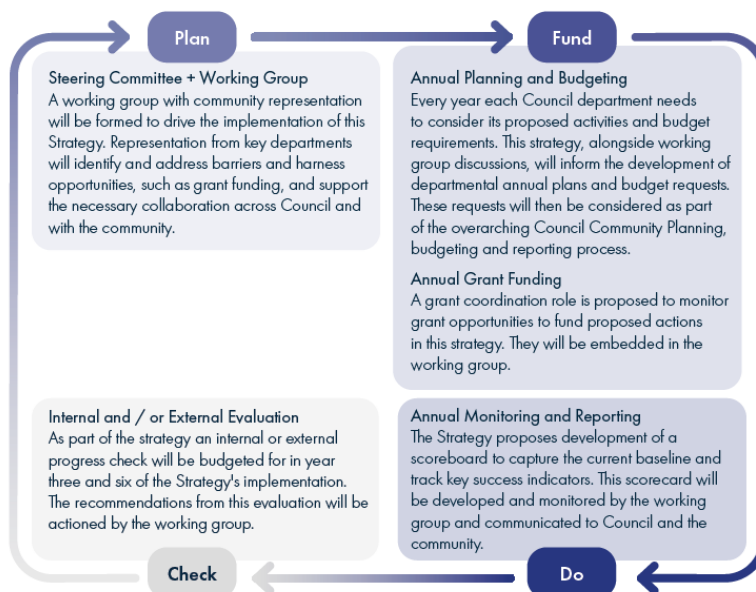 Plan
Steering Committee + Working Group
A working group with community representation
will be formed to drive the implementation of this
Strategy. Representation from key departments
will identify and address barriers and harness
opportunities, such as grant funding, and support
the necessary collaboration across Council and
with the community.
Fund
Annual Planning and Budgeting
Every year each Council department needs
to consider its proposed activities and budget
requirements. This strategy, alongside working
group discussions, will inform the development of
departmental annual plans and budget requests.
These requests will then be considered as part
of the overarching Council Community Planning,
budgeting and reporting process.
Annual Grant Funding
A grant coordination role is proposed to monitor
grant opportunities to fund proposed actions
in this strategy. They will be embedded in the
working group.
Annual Monitoring and Reporting
The Strategy proposes development of a
scoreboard to capture the current baseline and
track key success indicators. This scorecard will
be developed and monitored by the working
group and communicated to Council and the
community.
Do
Internal and / or External Evaluation
As part of the strategy an internal or external
progress check will be budgeted for in year
three and six of the Strategy's implementation.
The recommendations from this evaluation will be
actioned by the working group.
Check